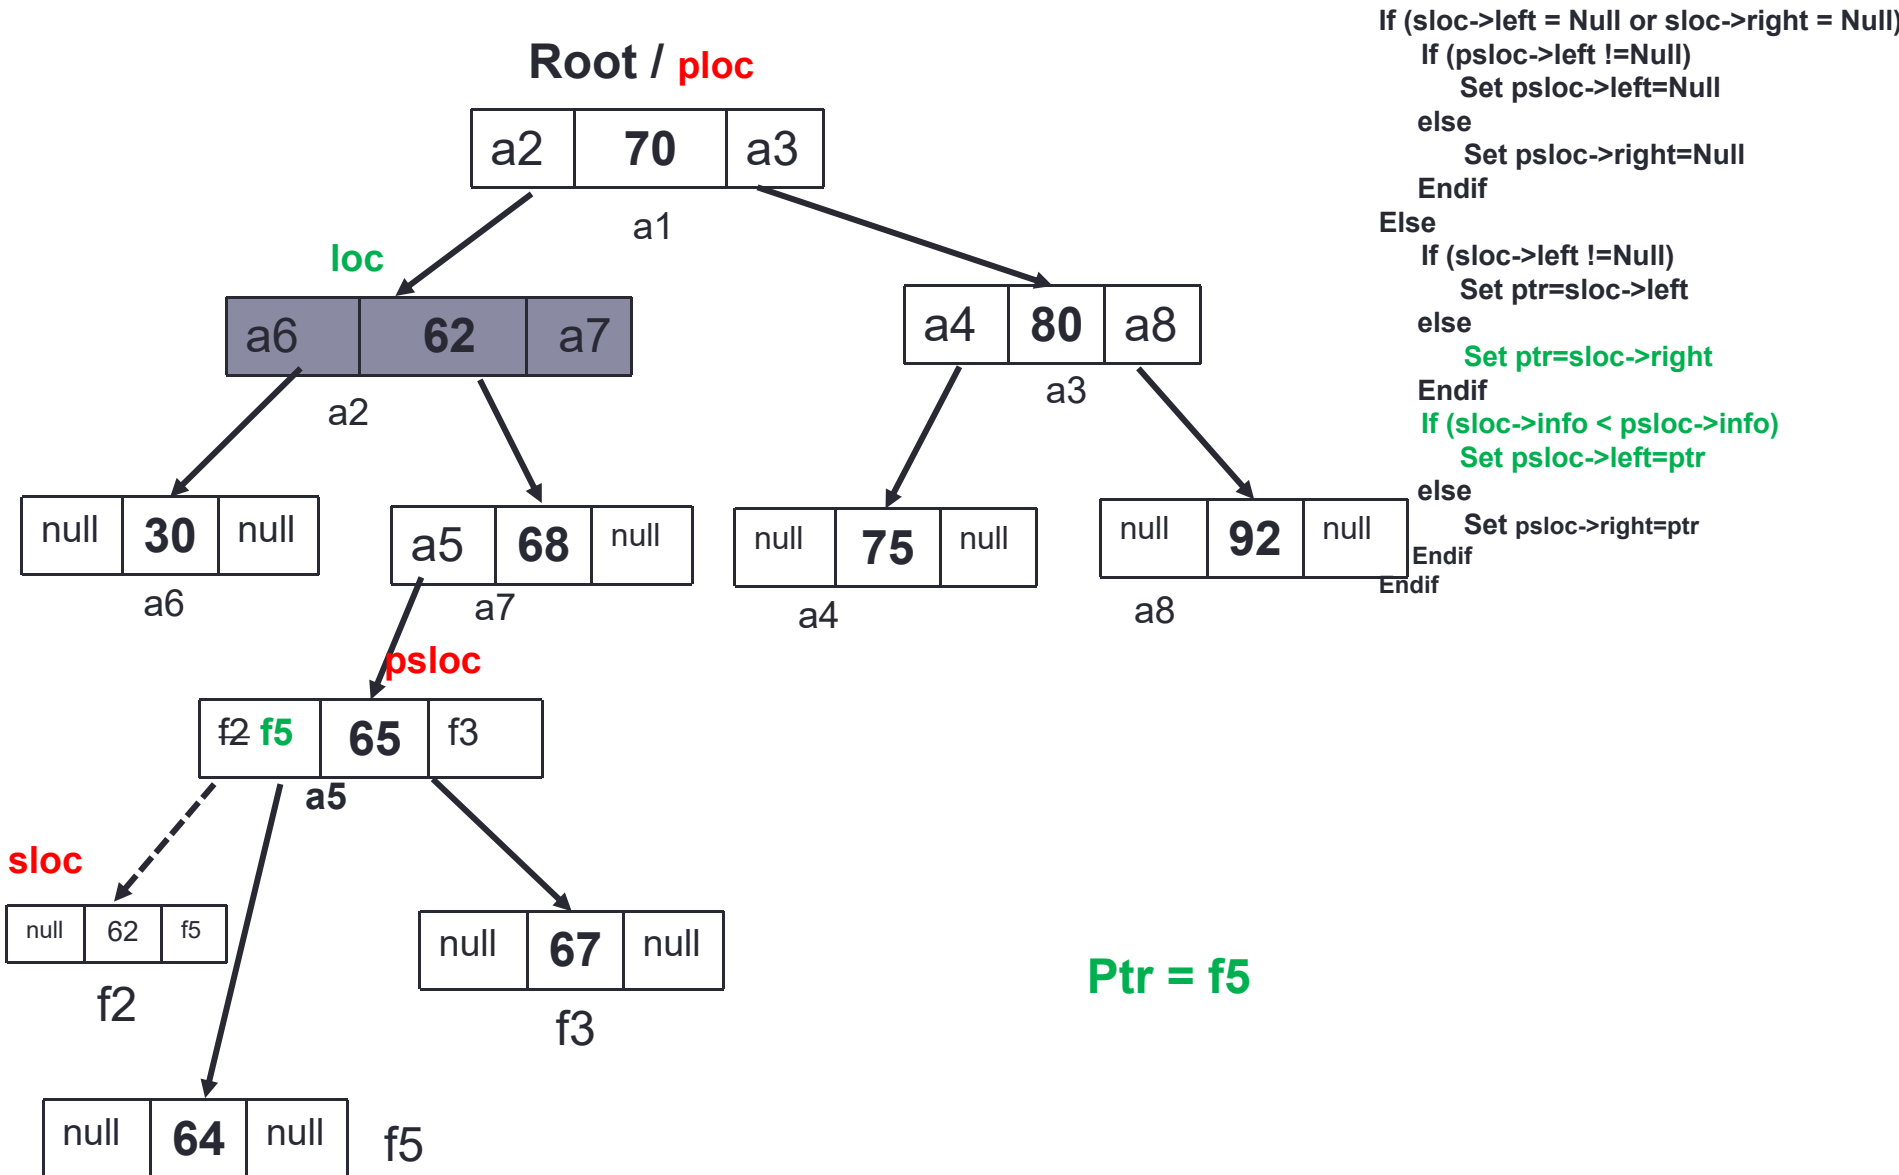 If (sloc->left = Null or sloc->right = Null)
If (psloc->left !=Null)
Set psloc->left=Null
else
Set psloc->right=Null
Endif
Else
If (sloc->left !=Null)
Set ptr=sloc->left
else
Set ptr=sloc->right
Endif
If (sloc->info < psloc->info)
Set psloc->left=ptr
else
Set psloc->right=ptr
Endif
Endif
Root / ploc
a2 70 a3
a1
loc
a6 62 a7
a2
a4 80 a8
a3
null 30 null
a6
a5 68 null
a7
null 75 null
a4
null 92 null
a8
psloc
f2 f5 65 f3
a5
sloc
null 62 f5
f2
null 67 null
f3
Ptr = f5
null 64 null
f5